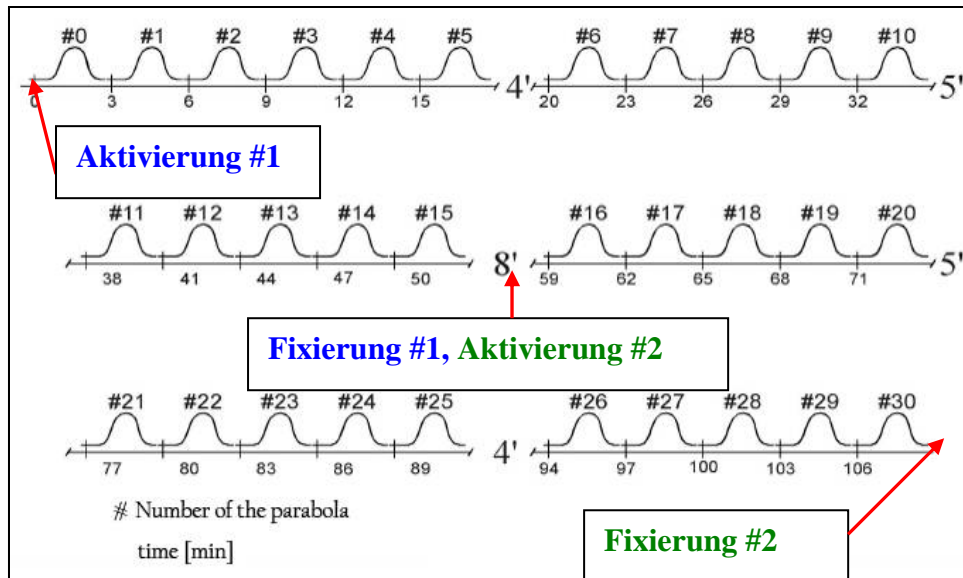 #0 #1 #2 #3 #4 #5 #6 #7 #8 #9 #10
0 3 6 9 12 15 4' 20 23 26 29 32 5'
Aktivierung #1
#11 #12 #13 #14 #15 #16 #17 #18 #19 #20
38 41 44 47 50 8' 59 62 65 68 71 5'
Fixierung #1, Aktivierung #2
#21 #22 #23 #24 #25 #26 #27 #28 #29 #30
77 80 83 86 89 4' 94 97 100 103 106
# Number of the parabola
time [min]
Fixierung #2